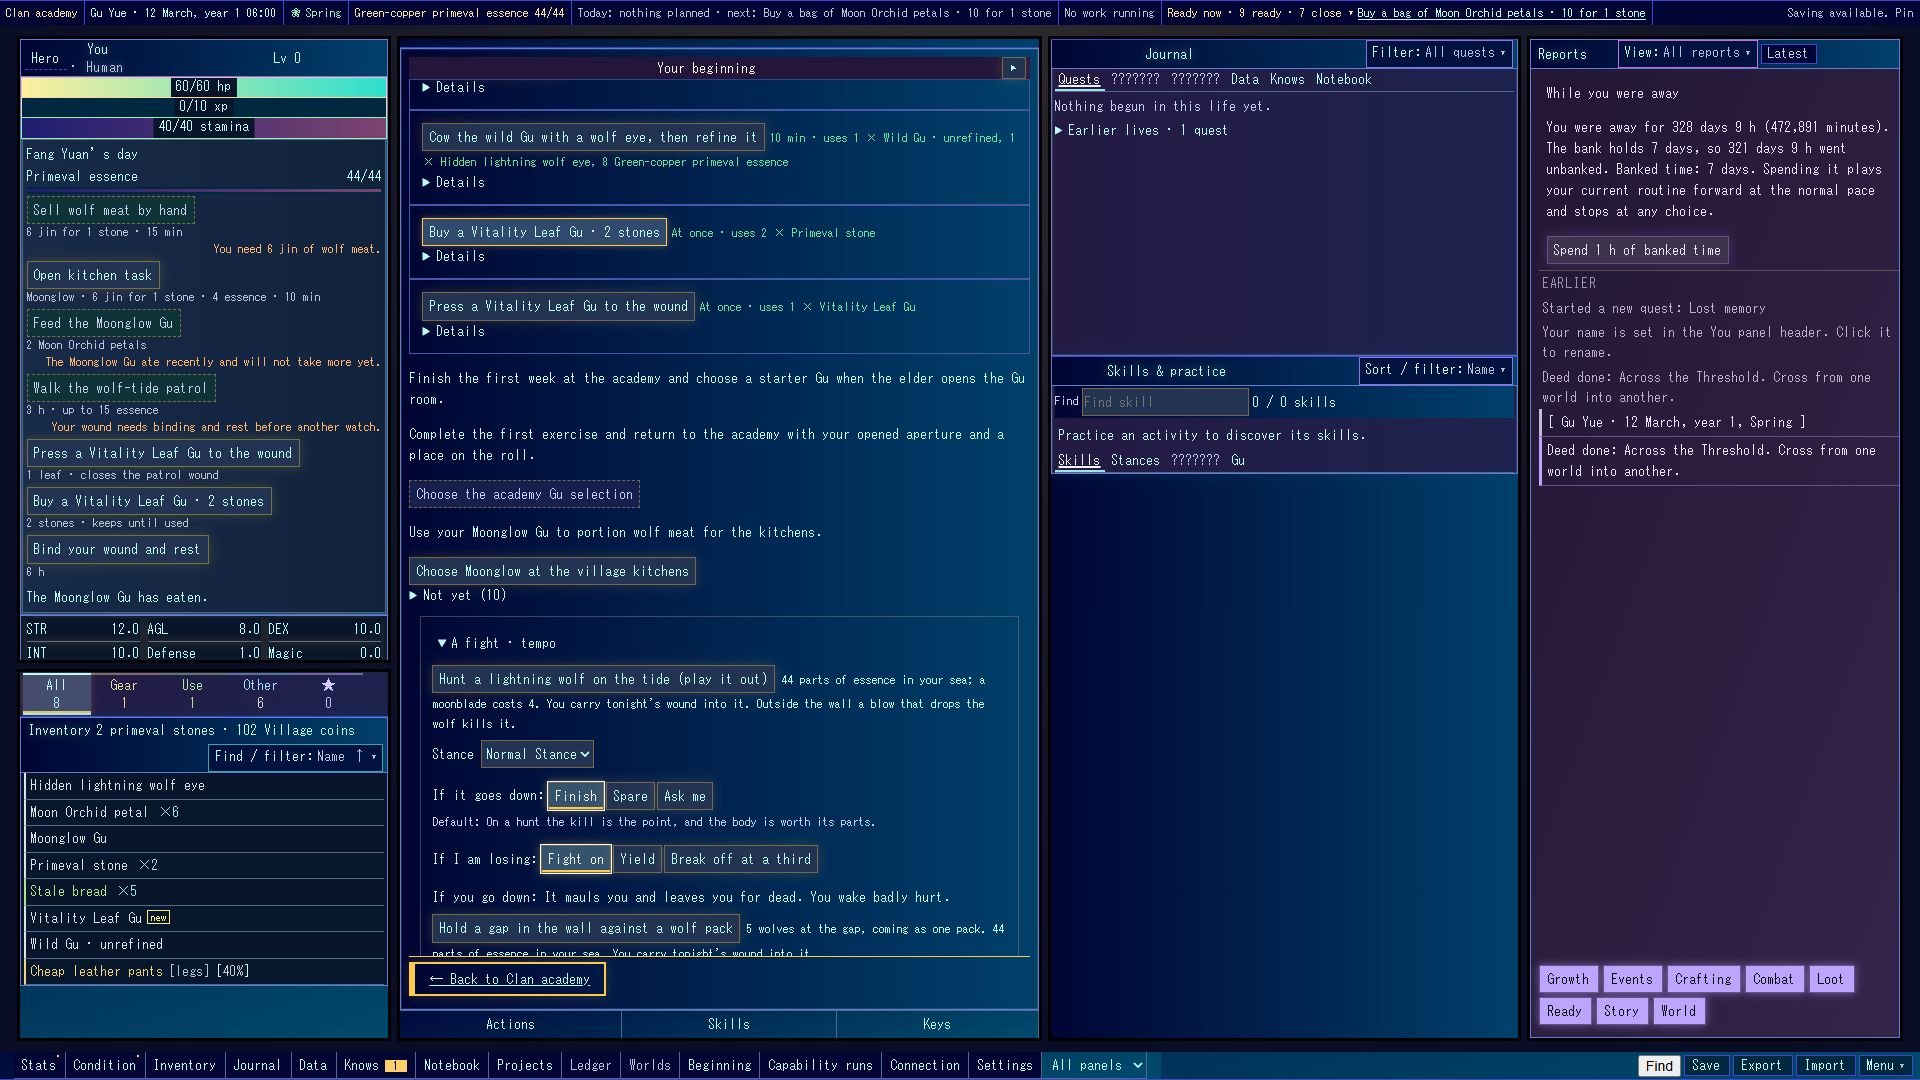 Clan academy
Gu Yue · 12 March, year 1 06:00
❀ Spring
Green-copper primeval essence 44/44
Today: nothing planned · next: Buy a bag of Moon Orchid petals · 10 for 1 stone
No work running
Ready now · 9 ready · 7 close ▾ Buy a bag of Moon Orchid petals · 10 for 1 stone
Saving available. Pin
Hero · You
Human
Lv 0
60/60 hp
0/10 xp
40/40 stamina
Fang Yuan's day
Primeval essence 44/44
Sell wolf meat by hand
6 jin for 1 stone · 15 min
You need 6 jin of wolf meat.
Open kitchen task
Moonglow · 6 jin for 1 stone · 4 essence · 10 min
Feed the Moonglow Gu
2 Moon Orchid petals
The Moonglow Gu ate recently and will not take more yet.
Walk the wolf-tide patrol
3 h · up to 15 essence
Your wound needs binding and rest before another watch.
Press a Vitality Leaf Gu to the wound
1 leaf · closes the patrol wound
Buy a Vitality Leaf Gu · 2 stones
2 stones · keeps until used
Bind your wound and rest
6 h
The Moonglow Gu has eaten.
STR 12.0 AGL 8.0 DEX 10.0
INT 10.0 Defense 1.0 Magic 0.0
All Gear Use Other ★
8 1 1 6 0
Inventory 2 primeval stones · 102 Village coins
Find / filter: Name ↑ ▾
Hidden lightning wolf eye
Moon Orchid petal ×6
Moonglow Gu
Primeval stone ×2
Stale bread ×5
Vitality Leaf Gu new
Wild Gu · unrefined
Cheap leather pants [legs] [40%]
Your beginning
▶
▶ Details
Cow the wild Gu with a wolf eye, then refine it 10 min · uses 1 × Wild Gu · unrefined, 1
× Hidden lightning wolf eye, 8 Green-copper primeval essence
▶ Details
Buy a Vitality Leaf Gu · 2 stones At once · uses 2 × Primeval stone
▶ Details
Press a Vitality Leaf Gu to the wound At once · uses 1 × Vitality Leaf Gu
▶ Details
Finish the first week at the academy and choose a starter Gu when the elder opens the Gu
room.
Complete the first exercise and return to the academy with your opened aperture and a
place on the roll.
Choose the academy Gu selection
Use your Moonglow Gu to portion wolf meat for the kitchens.
Choose Moonglow at the village kitchens
▶ Not yet (10)
▼ A fight · tempo
Hunt a lightning wolf on the tide (play it out) 44 parts of essence in your sea; a
moonblade costs 4. You carry tonight's wound into it. Outside the wall a blow that drops the
wolf kills it.
Stance Normal Stance
If it goes down: Finish Spare Ask me
Default: On a hunt the kill is the point, and the body is worth its parts.
If I am losing: Fight on Yield Break off at a third
If you go down: It mauls you and leaves you for dead. You wake badly hurt.
Hold a gap in the wall against a wolf pack 5 wolves at the gap, coming as one pack. 44
parts of essence in your sea. You carry tonight's wound into it.
← Back to Clan academy
Actions Skills Keys
Journal
Filter: All quests ▾
Quests ??????? ??????? Data Knows Notebook
Nothing begun in this life yet.
▶ Earlier lives · 1 quest
Skills & practice
Sort / filter: Name ▾
Find Find skill 0 / 0 skills
Practice an activity to discover its skills.
Skills Stances ??????? Gu
Reports
View: All reports ▾
Latest
While you were away
You were away for 328 days 9 h (472,891 minutes).
The bank holds 7 days, so 321 days 9 h went
unbanked. Banked time: 7 days. Spending it plays
your current routine forward at the normal pace
and stops at any choice.
Spend 1 h of banked time
EARLIER
Started a new quest: Lost memory
Your name is set in the You panel header. Click it
to rename.
Deed done: Across the Threshold. Cross from one
world into another.
[ Gu Yue · 12 March, year 1, Spring ]
Deed done: Across the Threshold. Cross from one
world into another.
Growth Events Crafting Combat Loot
Ready Story World
Stats Condition Inventory Journal Data Knows 1 Notebook Projects Ledger Worlds Beginning Capability runs Connection Settings All panels
Find Save Export Import Menu ▾